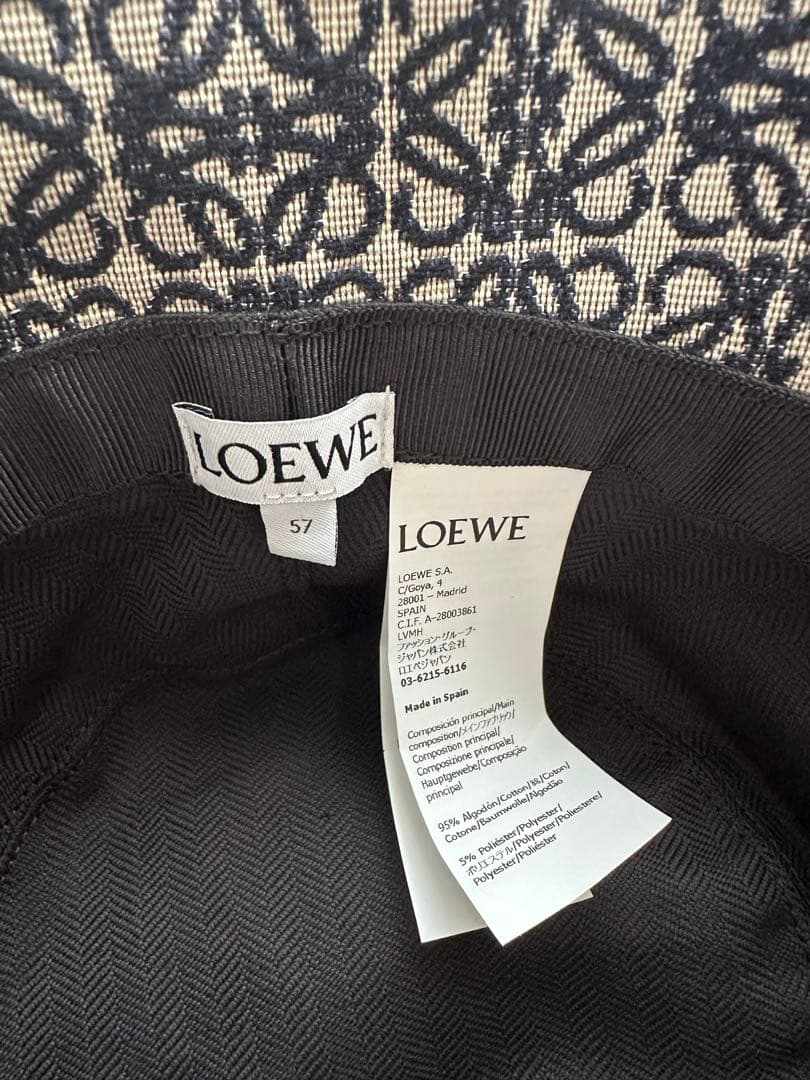 LOEWE
57
LOEWE
LOEWE S.A.
C/Goya, 4
28001 – Madrid
SPAIN
C.I.F. A-28003861
LVMH
ファッション・グループ・
ジャパン株式会社
ロエベジャパン
03-6215-6116
Made in Spain
Composición principal/Main
composition/メインファブリック/
Composition principal/
Composizione principale/
Hauptgewebe/Composição
principal
95% Algodón/Cotton/綿/Coton/
Cotone/Baumwolle/Algodão
5% Poliéster/Polyester/
ポリエステル/Polyester/Poliestere/
Polyester/Poliéster